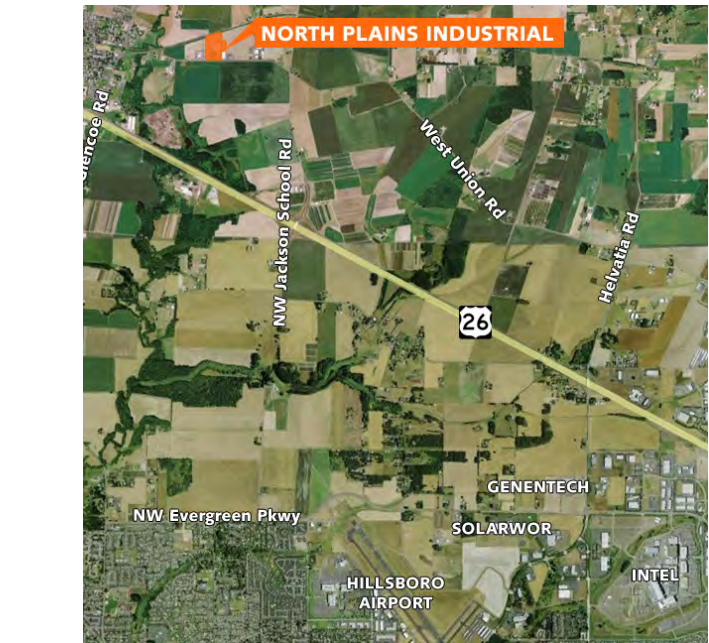 NORTH PLAINS INDUSTRIAL
Glencoe Rd
West Union Rd
NW Jackson School Rd
Helvatia Rd
26
GENENTECH
NW Evergreen Pkwy
SOLARWOR
INTEL
HILLSBORO
AIRPORT